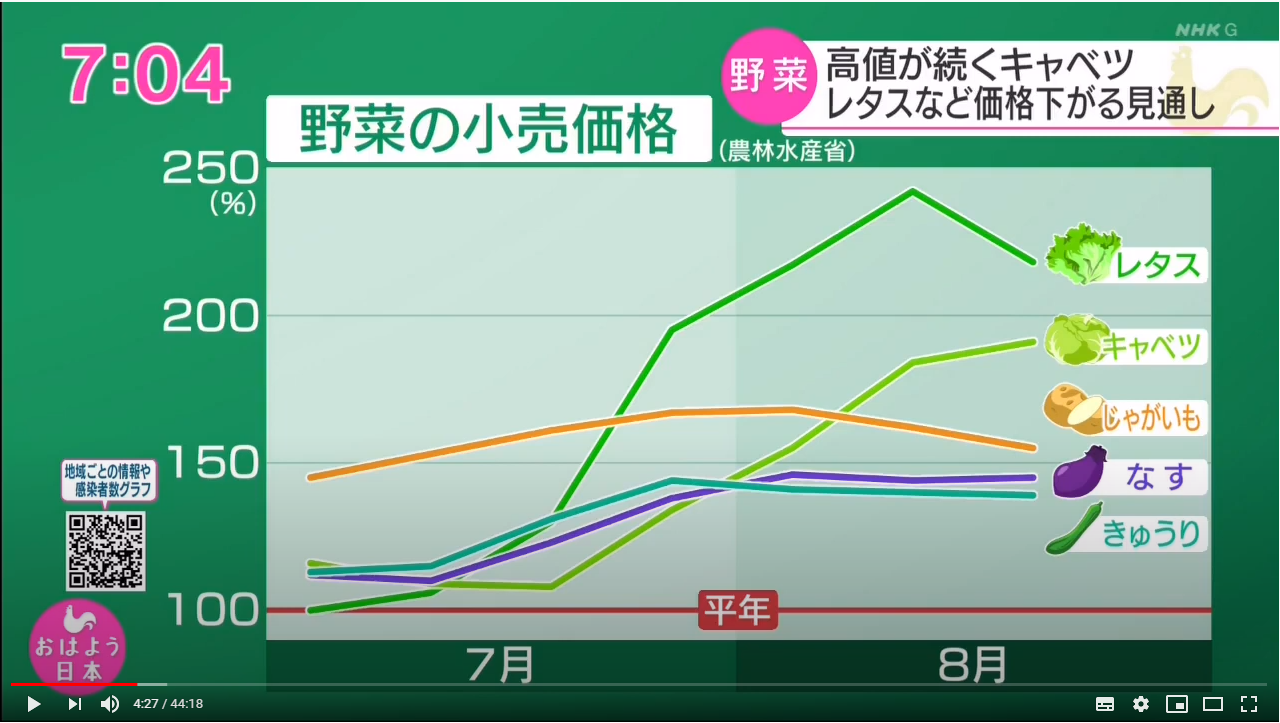 NHK G
7:04
野菜
高値が続くキャベツ
レタスなど価格下がる見通し
野菜の小売価格
(農林水産省)
250
(%)
200
150
100
レタス
キャベツ
じゃがいも
なす
きゅうり
平年
7月
8月
地域ごとの情報や
感染者数グラフ
おはよう
日本
4:27 / 44:18